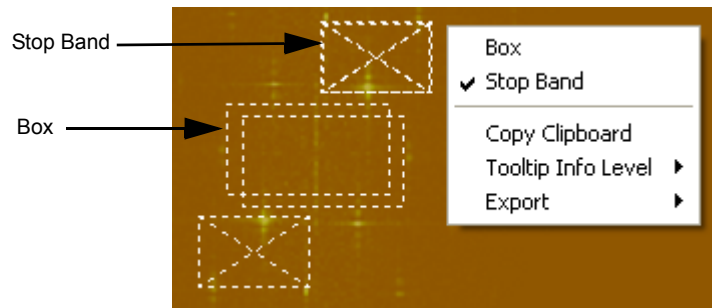 Stop Band
Box
Box
Stop Band
Copy Clipboard
Tooltip Info Level
Export